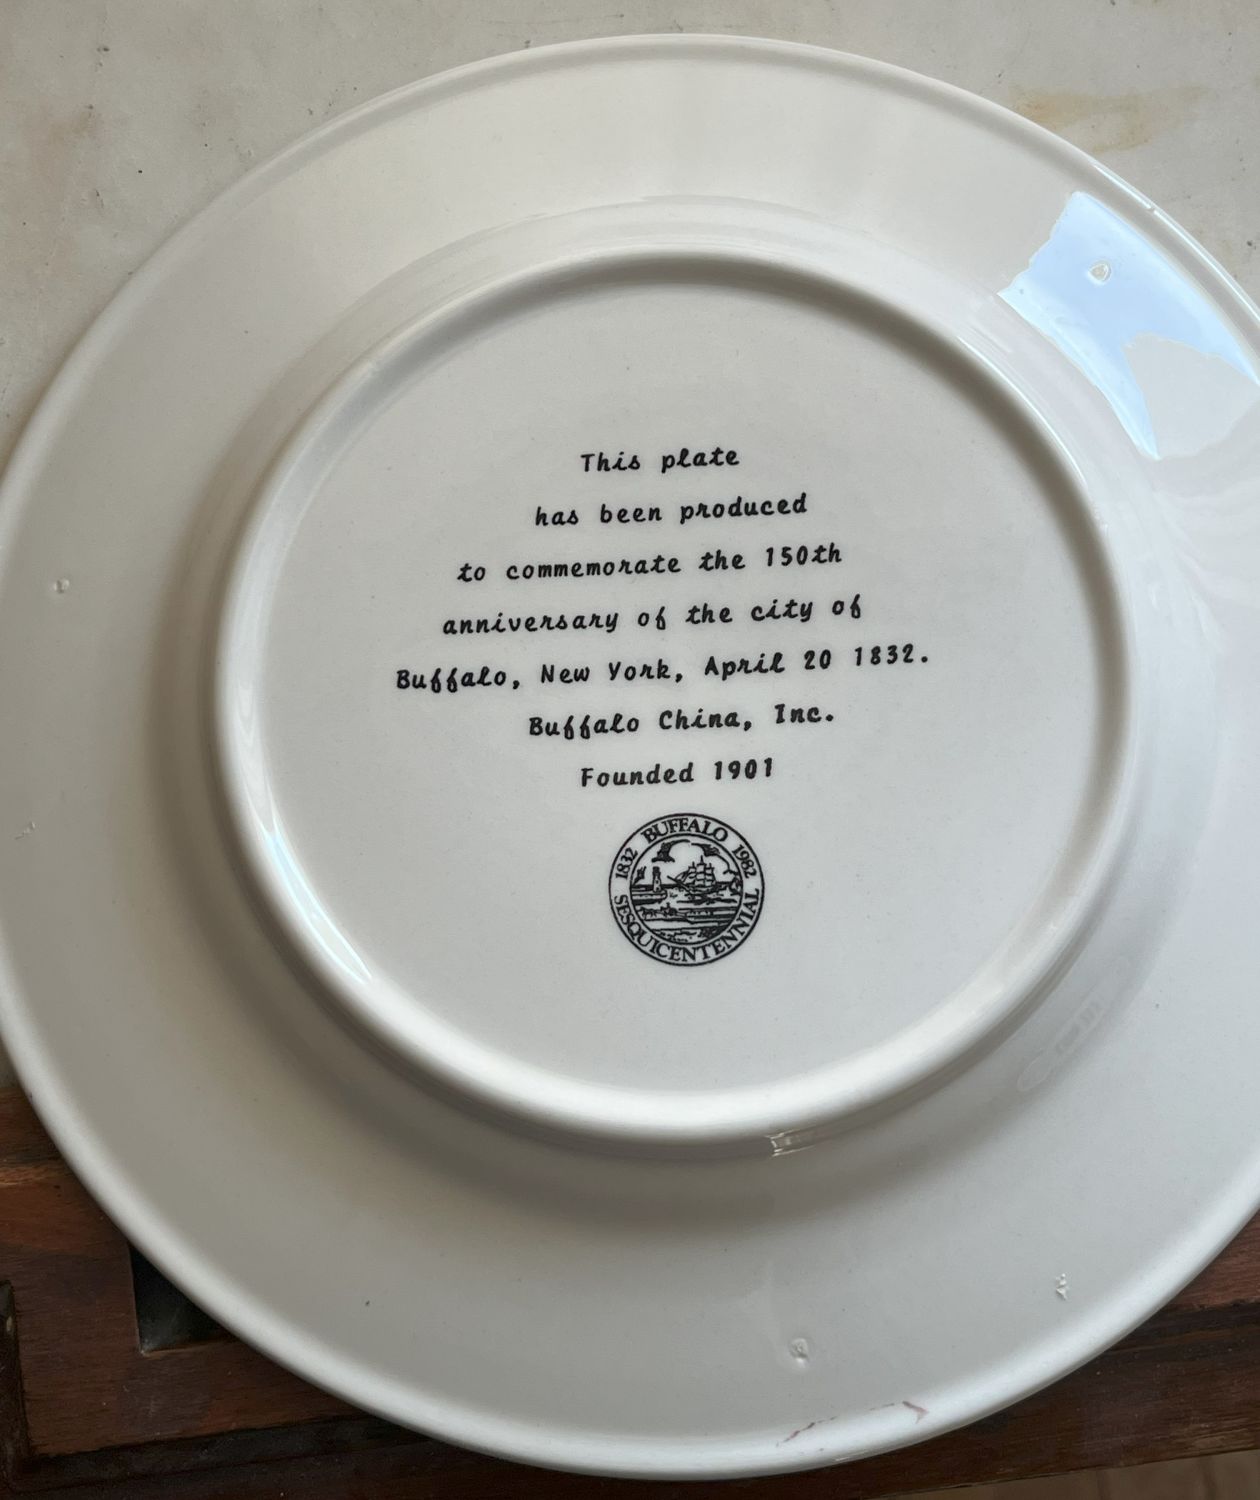 This plate
has been produced
to commemorate the 150th
anniversary of the city of
Buffalo, New York, April 20 1832.
Buffalo China, Inc.
Founded 1901
1832 BUFFALO 1982
SESQUICENTENNIAL